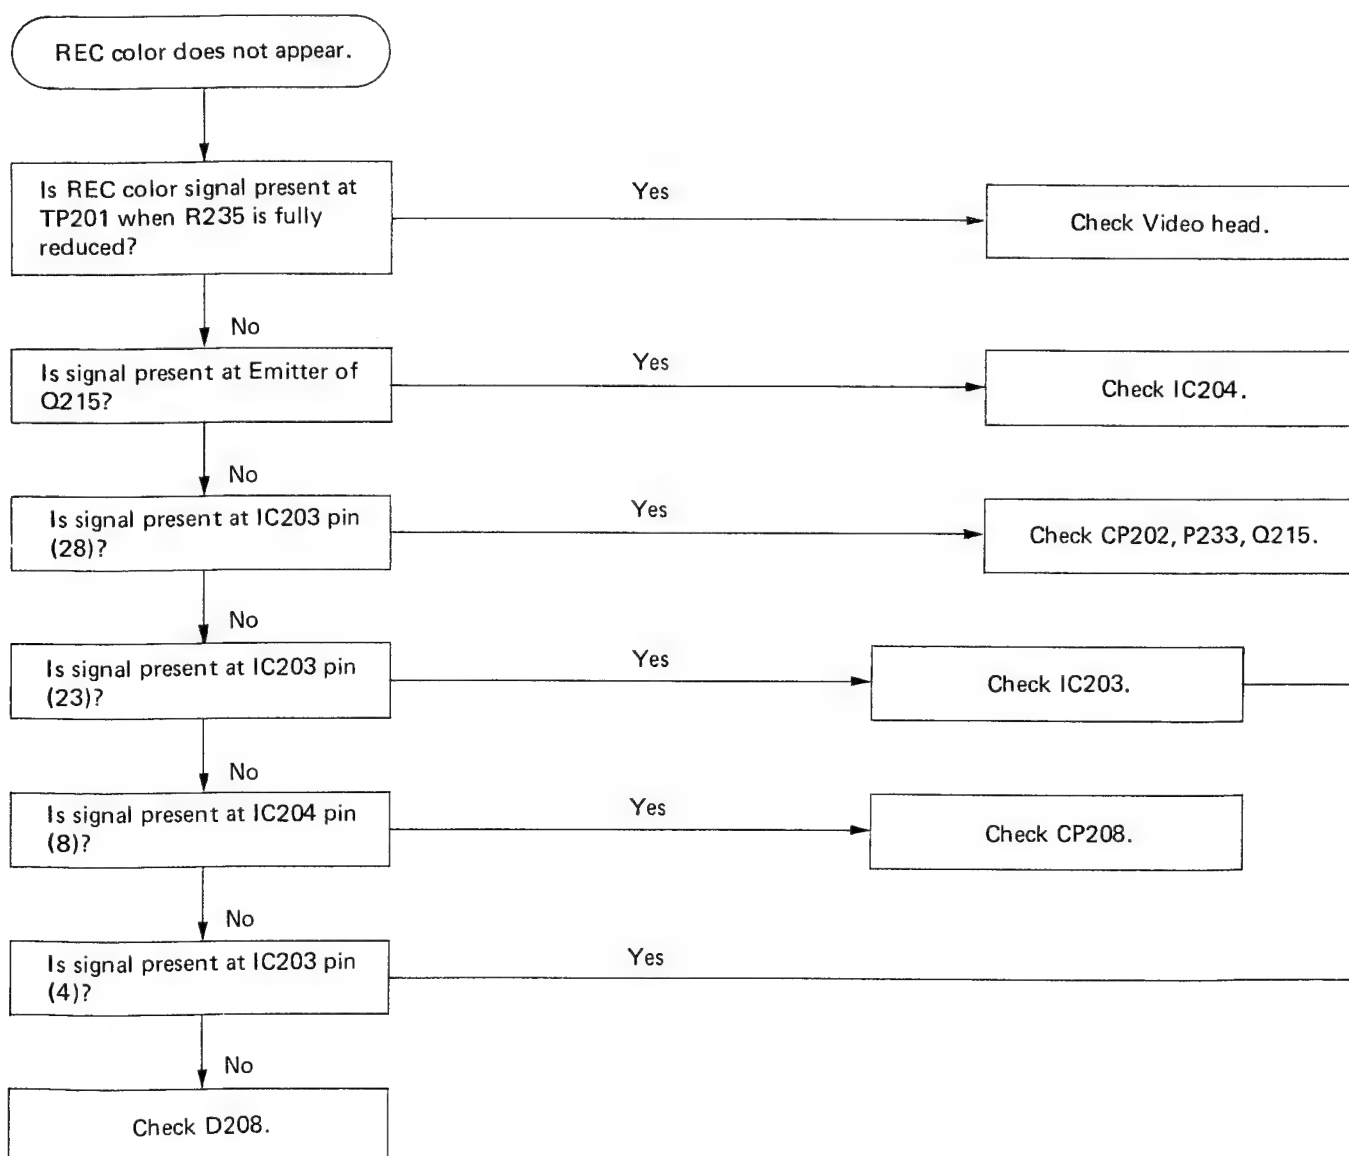 REC color does not appear.
Is REC color signal present at
TP201 when R235 is fully
reduced?
Yes
Check Video head.
No
Is signal present at Emitter of
Q215?
Yes
Check IC204.
No
Is signal present at IC203 pin
(28)?
Yes
Check CP202, P233, Q215.
No
Is signal present at IC203 pin
(23)?
Yes
Check IC203.
No
Is signal present at IC204 pin
(8)?
Yes
Check CP208.
No
Is signal present at IC203 pin
(4)?
Yes
No
Check D208.